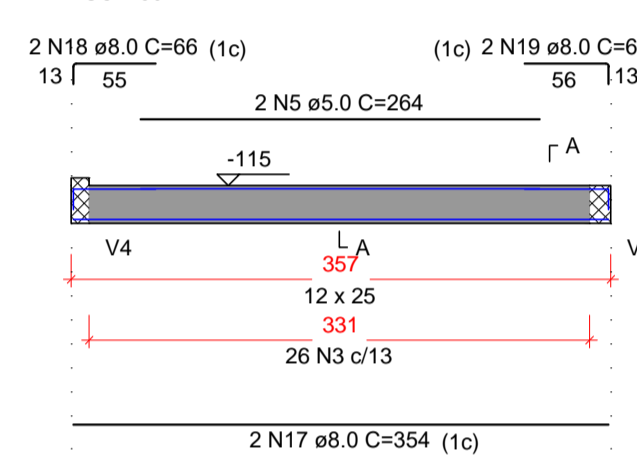 2 N18 ø8.0 C=66 (1c)
(1c) 2 N19 ø8.0 C=6
13
55
56
13
2 N5 ø5.0 C=264
A
-115
V4
A
V
357
12 x 25
331
26 N3 c/13
2 N17 ø8.0 C=354 (1c)